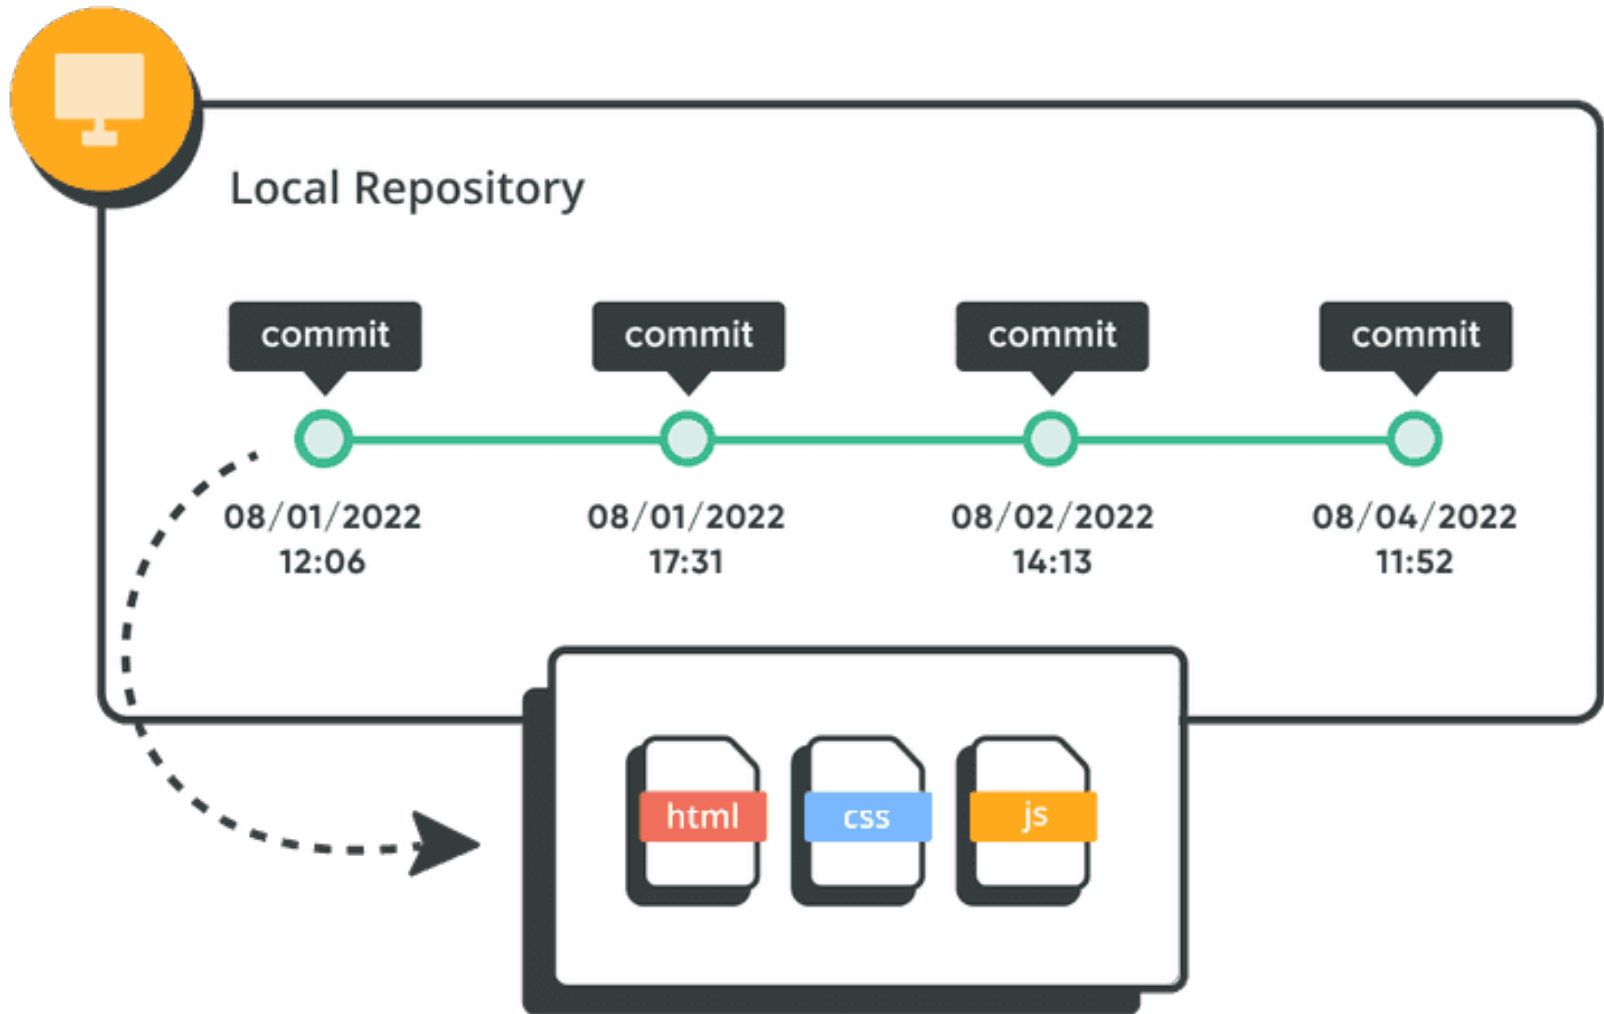 Local Repository
commit
commit
commit
commit
08/01/2022
12:06
08/01/2022
17:31
08/02/2022
14:13
08/04/2022
11:52
html
css
js